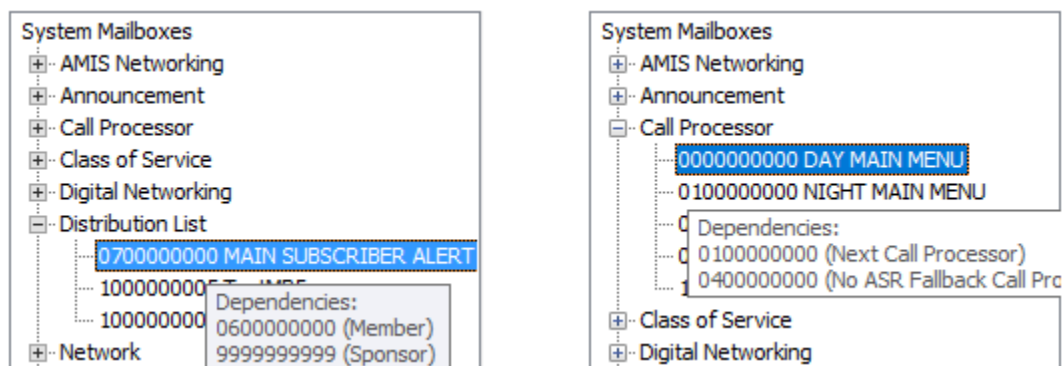 System Mailboxes
AMIS Networking
Announcement
Call Processor
Class of Service
Digital Networking
Distribution List
0700000000 MAIN SUBSCRIBER ALERT
Dependencies:
100000000
0600000000 (Member)
Network
9999999999 (Sponsor)
System Mailboxes
AMIS Networking
Announcement
Call Processor
0000000000 DAY MAIN MENU
0100000000 NIGHT MAIN MENU
Dependencies:
0100000000 (Next Call Processor)
0400000000 (No ASR Fallback Call Pro
Class of Service
Digital Networking